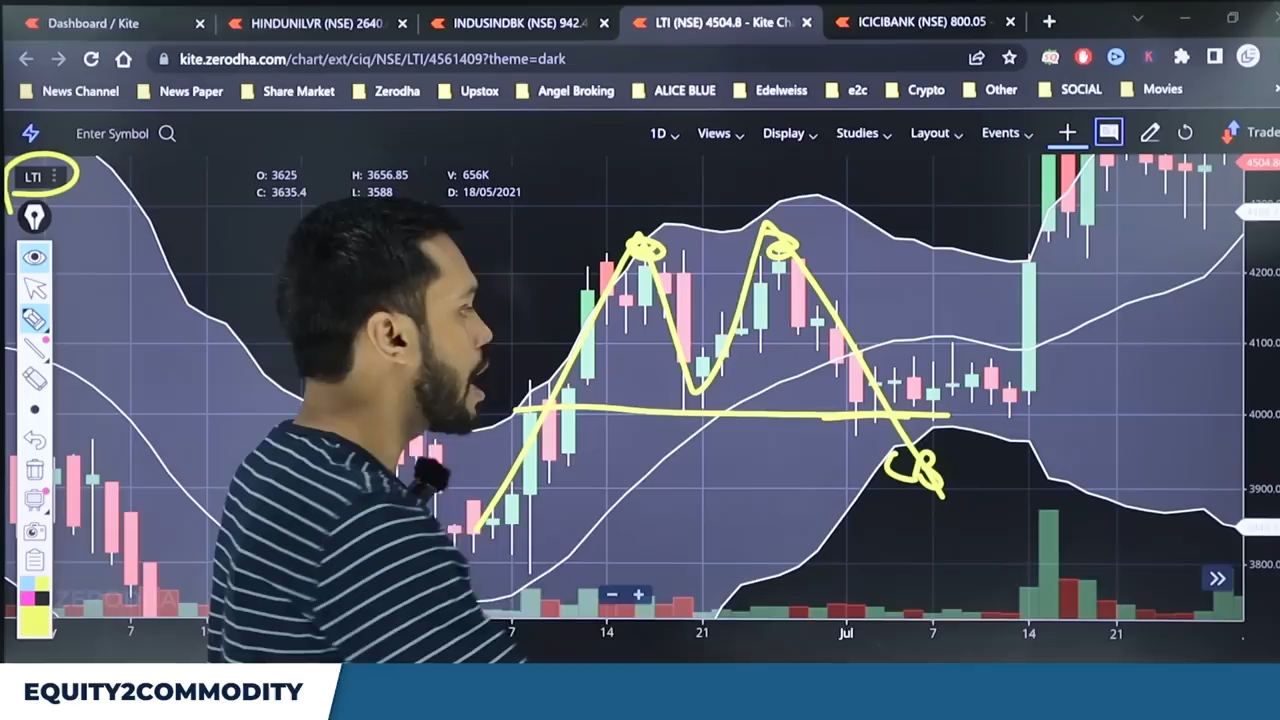 Dashboard / Kite
HINDUNILVR (NSE) 2640
INDUSINDBK (NSE) 942.4
LTI (NSE) 4504.8 - Kite Ch
ICICIBANK (NSE) 800.05
kite.zerodha.com/chart/ext/ciq/NSE/LTI/4561409?theme=dark
News Channel
News Paper
Share Market
Zerodha
Upstox
Angel Broking
ALICE BLUE
Edelweiss
e2c
Crypto
Other
SOCIAL
Movies
Enter Symbol
1D
Views
Display
Studies
Layout
Events
Trade
LTI
O: 3625
H: 3656.85
V: 656K
C: 3635.4
L: 3588
D: 18/05/2021
4504.8
4200.
4100.
4000.
3900.
3800.
ZERODHA
7
7
14
21
Jul
7
14
21
EQUITY2COMMODITY